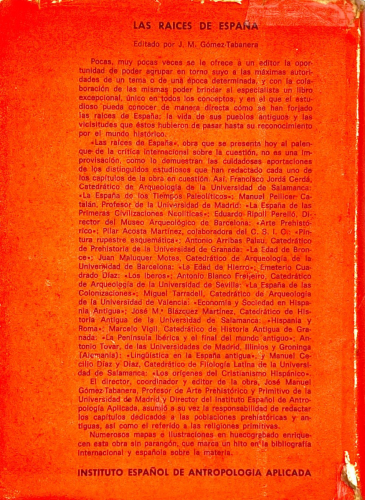 LAS RAICES DE ESPAÑA
Editado por J. M. Gómez-Tabanera
Pocas, muy pocas veces se le ofrece a un editor la opor-
tunidad de poder agrupar en torno suyo a las máximas autori-
dades de un tema o de una época determinada, y con la cola-
boración de las mismas poder brindar al especialista un libro
excepcional, único en todos los conceptos; y en al que el estu-
dioso pueda conocer de manera directa cómo se han forjado
las raíces de España; la vida de sus pueblos antiguos y las
vicisitudes que éstos hubieron de pasar hasta su reconocimiento
por el mundo histórico.
«Las raíces de España», obra que se presenta hoy al palen-
que de la crítica internacional sobre la cuestión, no es una im-
provisación, como lo demuestran las cuidadosas aportaciones
de los distinguidos estudiosos que han redactado cada uno de
los capítulos de la obra en cuestión. Así: Francisco Jordá Cerdá,
Catedrático de Arqueología de la Universidad de Salamanca:
«La España de los Tiempos Paleolíticos»; Manuel Pellicer Ca-
talán, Profesor de la Universidad de Madrid: «La España de las
Primeras Civilizaciones Neolíticas»; Eduardo Ripoll Perelló, Di-
rector del Museo Arqueológico de Barcelona: «Arte Prehistó-
rico»; Pilar Acosta Martínez, colaboradora del C. S. I. C.: «Pin-
tura rupestre esquemática»; Antonio Arribas Palau, Catedrático
de Prehistoria de la Universidad de Granada: «La Edad de Bron-
ce»; Juan Maluquer Motes, Catedrático de Arqueología de la
Universidad de Barcelona: «La Edad de Hierro»; Emeterio Cua-
drado Díaz: «Los iberos»; Antonio Blanco Freijeiro, Catedrático
de Arqueología de la Universidad de Sevilla: «La España de las
Colonizaciones»; Miguel Tarradell, Catedrático de Arqueología
de la Universidad de Valencia: «Economía y Sociedad en Hispa-
nia Antigua»; José M.ª Blázquez Martínez, Catedrático de His-
toria Antigua de la Universidad de Salamanca, «Hispania y
Roma»; Marcelo Vigil, Catedrático de Historia Antigua de Gra-
nada: «La Península Ibérica y el final del mundo antiguo»; An-
tonio Tovar, de las Universidades de Madrid, Illinois y Groninga
(Alemania): «Lingüística en la España antigua», y Manuel Ce-
cilio Díaz y Díaz, Catedrático de Filología Latina de la Universi-
dad de Salamanca: «Los orígenes del Cristianismo Hispánico».
El director, coordinador y editor de la obra, José Manuel
Gómez-Tabanera, Profesor de Arte Prehistórico y Primitivo de la
Universidad de Madrid y Director del Instituto Español de Antro-
pología Aplicada, asumió a su vez la responsabilidad de redactar
los capítulos dedicados a las poblaciones prehistóricas y an-
tiguas, así como el referido a las religiones primitivas.
Numerosos mapas e ilustraciones en huecograbado enrique-
cen esta obra sin parangón, que marca un hito en la bibliografía
internacional y española sobre la materia.
INSTITUTO ESPAÑOL DE ANTROPOLOGIA APLICADA